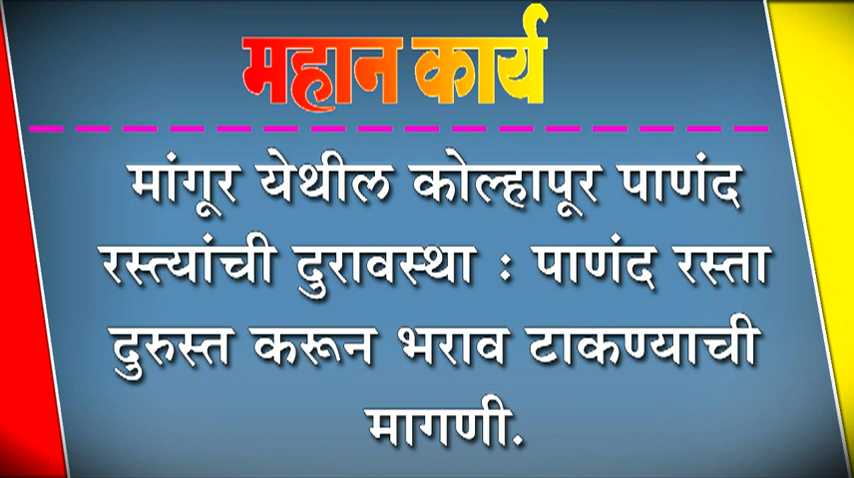 महान कार्य
मांगूर येथील कोल्हापूर पाणंद
रस्त्यांची दुरावस्था : पाणंद रस्ता
दुरुस्त करून भराव टाकण्याची
मागणी.